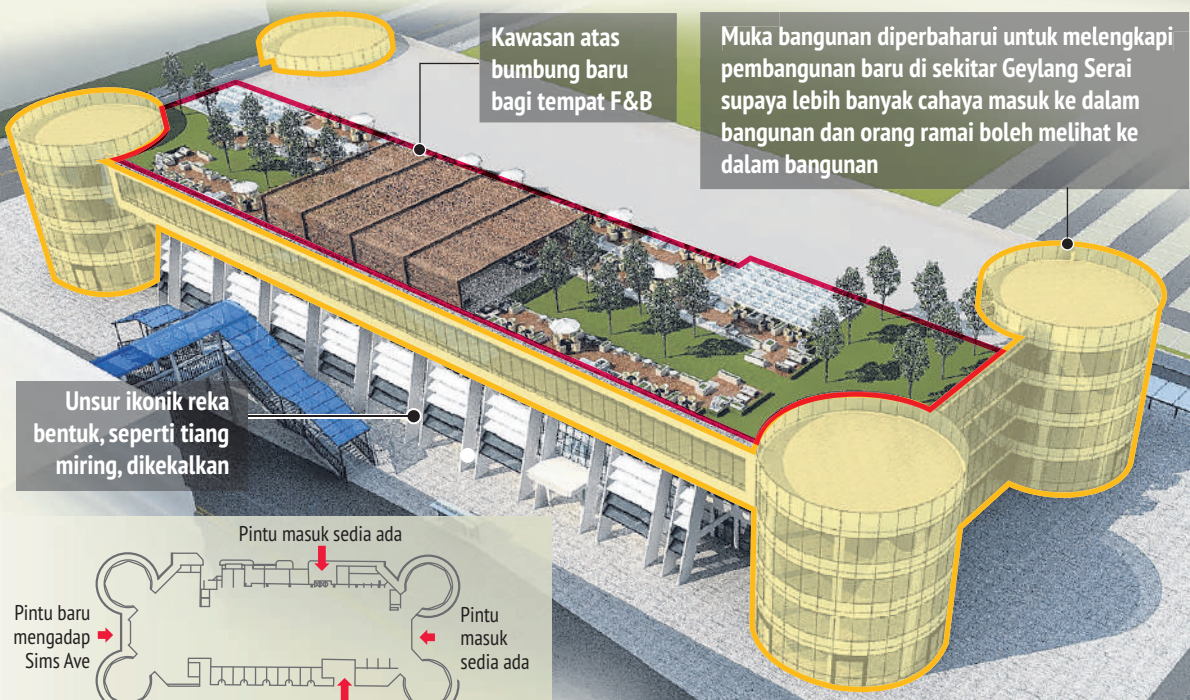 Kawasan atas
bumbung baru
bagi tempat F&B
Muka bangunan diperbaharui untuk melengkapi
pembangunan baru di sekitar Geylang Serai
supaya lebih banyak cahaya masuk ke dalam
bangunan dan orang ramai boleh melihat ke
dalam bangunan
Unsur ikonik reka
bentuk, seperti tiang
miring, dikekalkan
Pintu masuk sedia ada
Pintu baru
mengadap
Sims Ave
Pintu
masuk
sedia ada